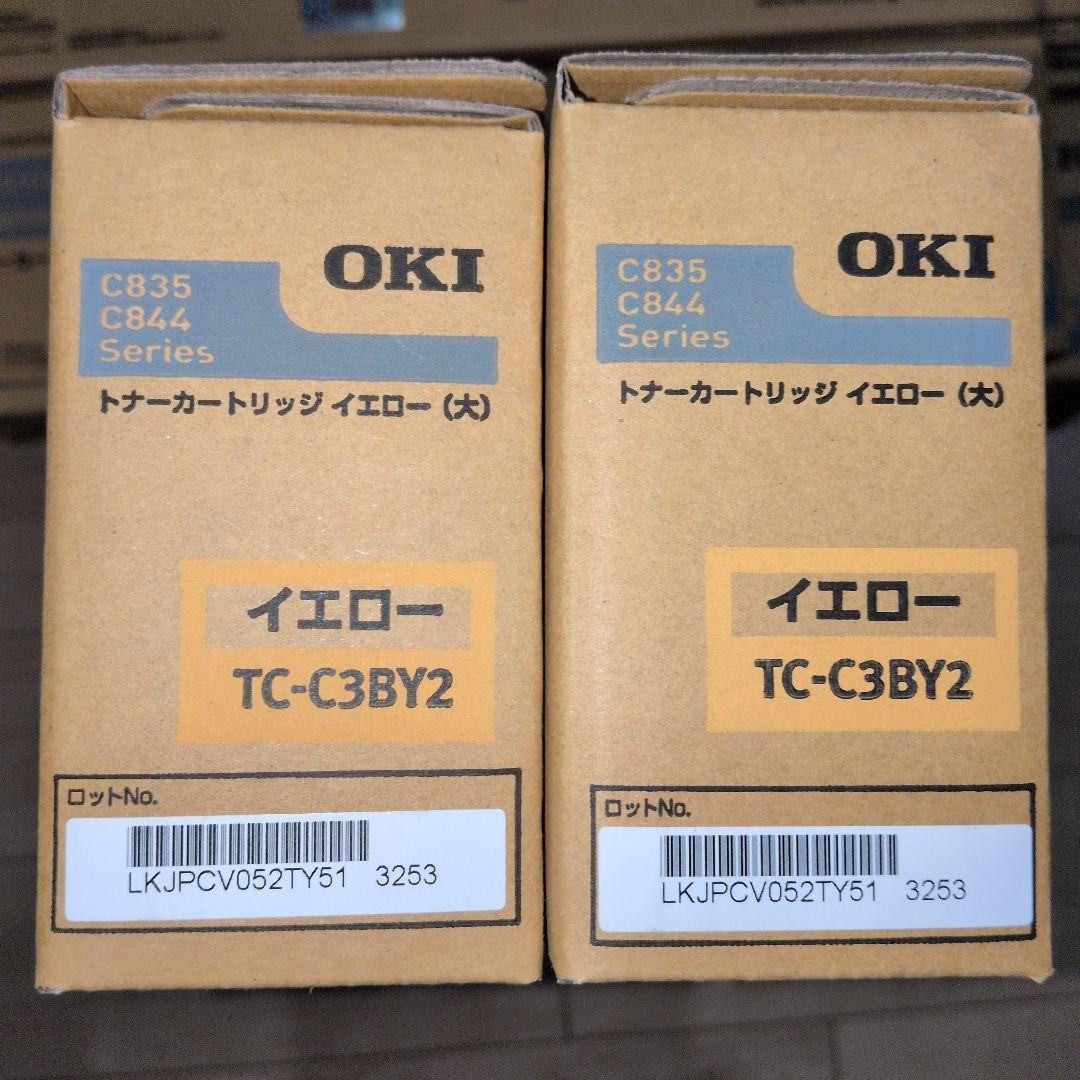 OKI
C835
C844
Series
トナーカートリッジ イエロー（大）
イエロー
TC-C3BY2
ロットNo.
LKJPCV052TY51 3253
OKI
C835
C844
Series
トナーカートリッジ イエロー（大）
イエロー
TC-C3BY2
ロットNo.
LKJPCV052TY51 3253